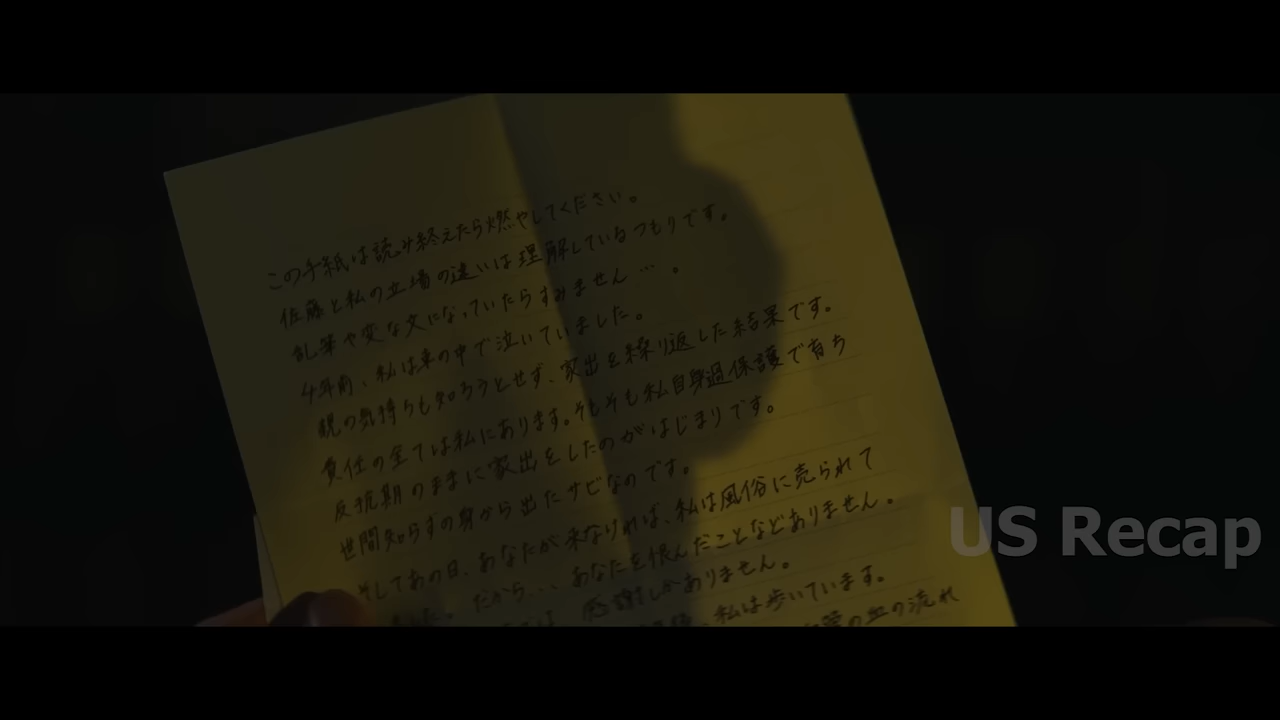 この手紙は読み終えたら燃やしてください。
佐藤と私の立場の違いは理解しているつもりです。
乱筆や変な文になっていたらすみません…。
4年前、私は車の中で泣いていました。
親の気持ちも知ろうとせず、家出を繰り返した結果です。
責任の全ては私にあります。そもそも私自身過保護で育ち
反抗期のままに家出をしたのがはじまりです。
世間知らずの身から出たサビなのです。
そしてあの日、あなたが来なければ、私は風俗に売られて
ました。だから...あなたを恨んだことなどありません。
感謝しかありません。
、私は歩いています。
の血の流れ
US Recap